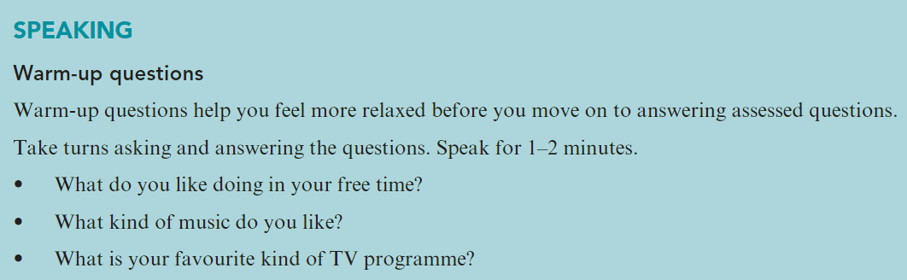 SPEAKING
Warm-up questions
Warm-up questions help you feel more relaxed before you move on to answering assessed questions.
Take turns asking and answering the questions. Speak for 1–2 minutes.
• What do you like doing in your free time?
• What kind of music do you like?
• What is your favourite kind of TV programme?